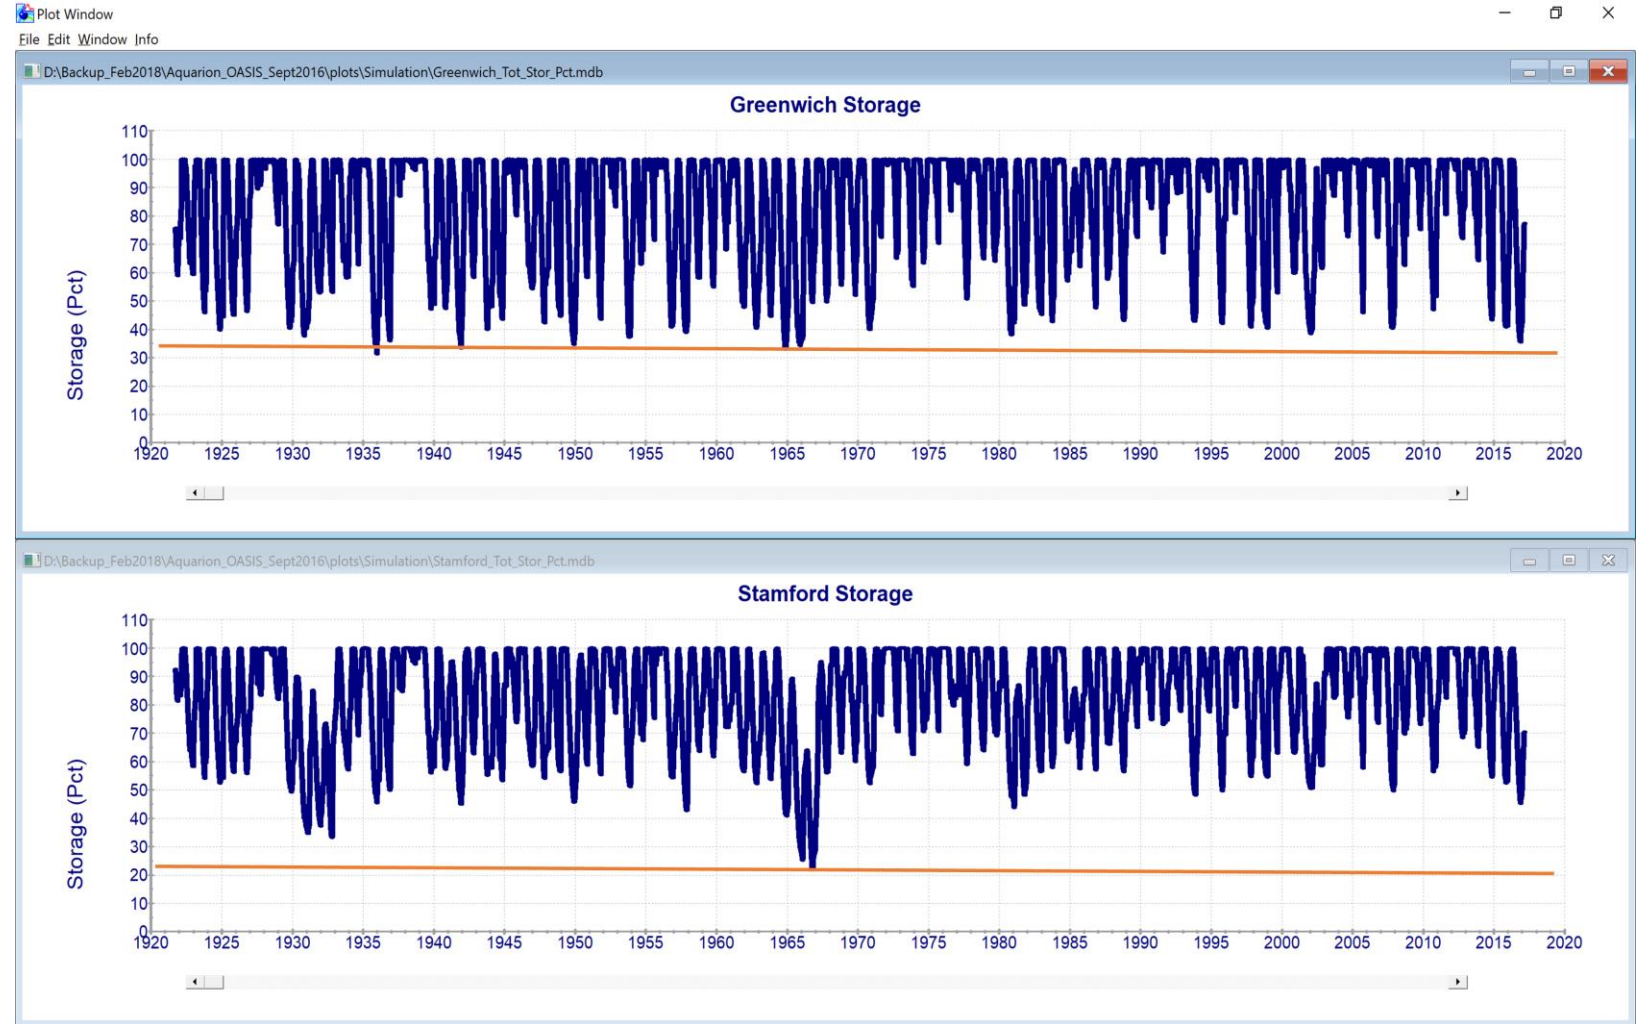 Plot Window
File Edit Window Info
D:\Backup_Feb2018\Aquarion_OASIS_Sept2016\plots\Simulation\Greenwich_Tot_Stor_Pct.mdb
Greenwich Storage
110
100
90
80
70
60
50
40
30
20
10
0
Storage (Pct)
1920 1925 1930 1935 1940 1945 1950 1955 1960 1965 1970 1975 1980 1985 1990 1995 2000 2005 2010 2015 2020
D:\Backup_Feb2018\Aquarion_OASIS_Sept2016\plots\Simulation\Stamford_Tot_Stor_Pct.mdb
Stamford Storage
110
100
90
80
70
60
50
40
30
20
10
0
Storage (Pct)
1920 1925 1930 1935 1940 1945 1950 1955 1960 1965 1970 1975 1980 1985 1990 1995 2000 2005 2010 2015 2020